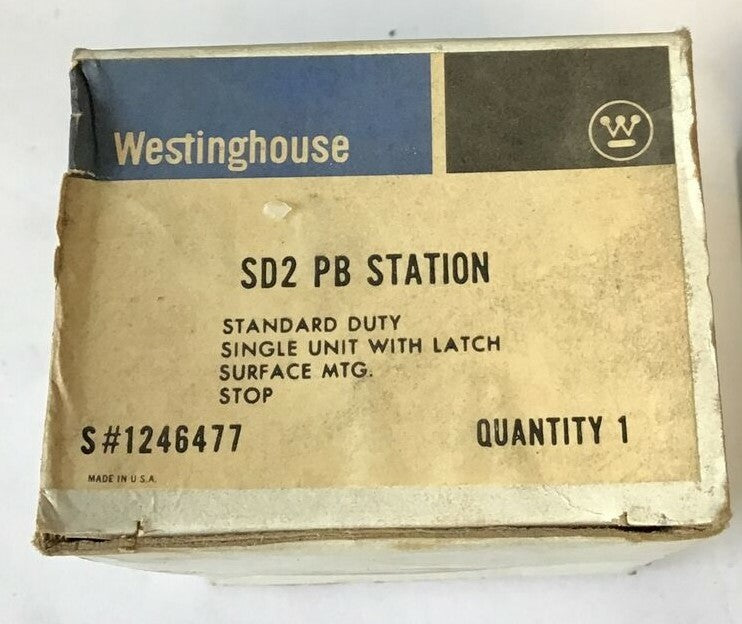 Westinghouse
W
SD2 PB STATION
STANDARD DUTY
SINGLE UNIT WITH LATCH
SURFACE MTG.
STOP
S#1246477 QUANTITY 1
MADE IN U.S.A.